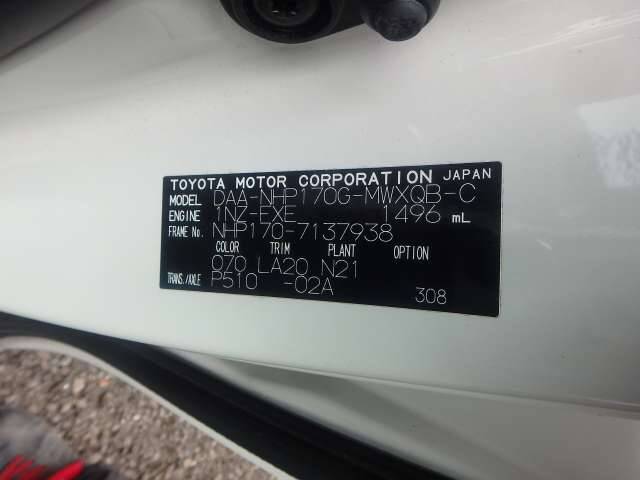 TOYOTA MOTOR CORPORATION JAPAN
MODEL DAA-NHP170G-MWXQB-C
ENGINE 1NZ-EXE 1496 mL
FRAME No. NHP170-7137938
COLOR TRIM PLANT OPTION
070 LA20 N21
TRANS./AXLE P510 -02A
308